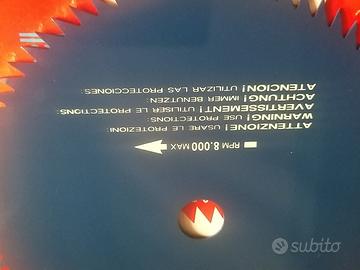 RPM 8.000 MAX
ATTENZIONE! USARE LE PROTEZIONI:
WARNING! USE PROTECTIONS:
AVERTISSEMENT! UTILISER LE PROTECTIONS:
ACHTUNG! IMMER BENUTZEN:
ATENCION! UTILIZAR LAS PROTECCIONES:
subito